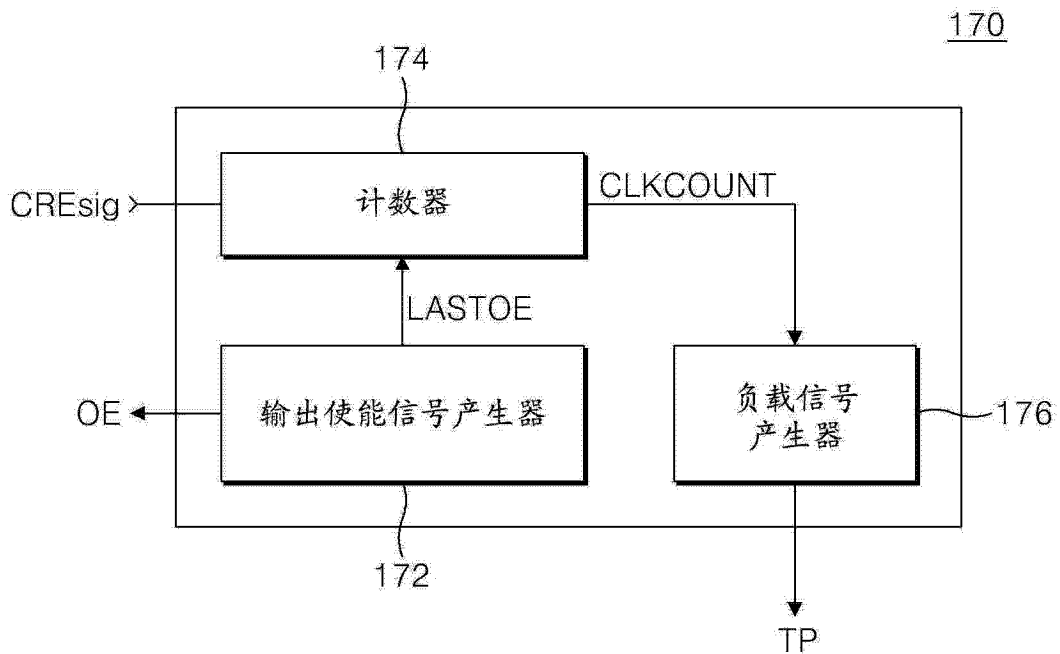 170
174
CREsig
计数器
CLKCOUNT
LASTOE
OE
输出使能信号产生器
负载信号
产生器
176
172
TP